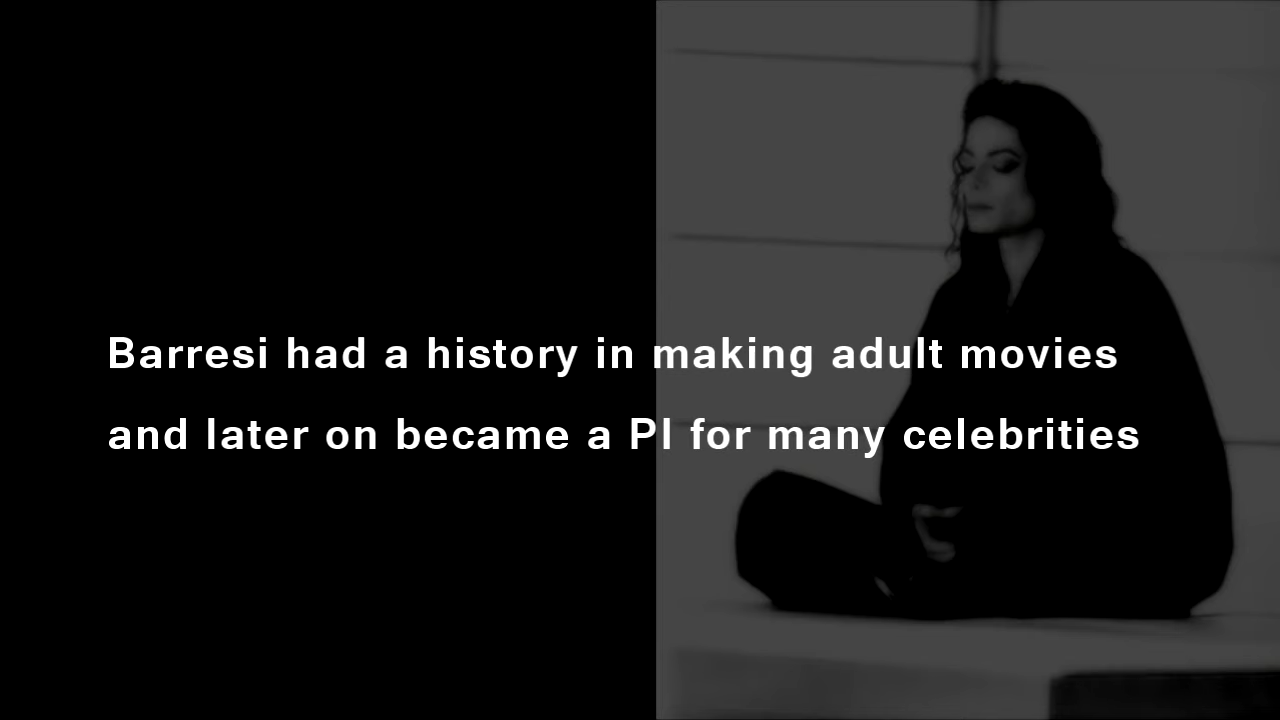 Barresi had a history in making adult movies
and later on became a PI for many celebrities